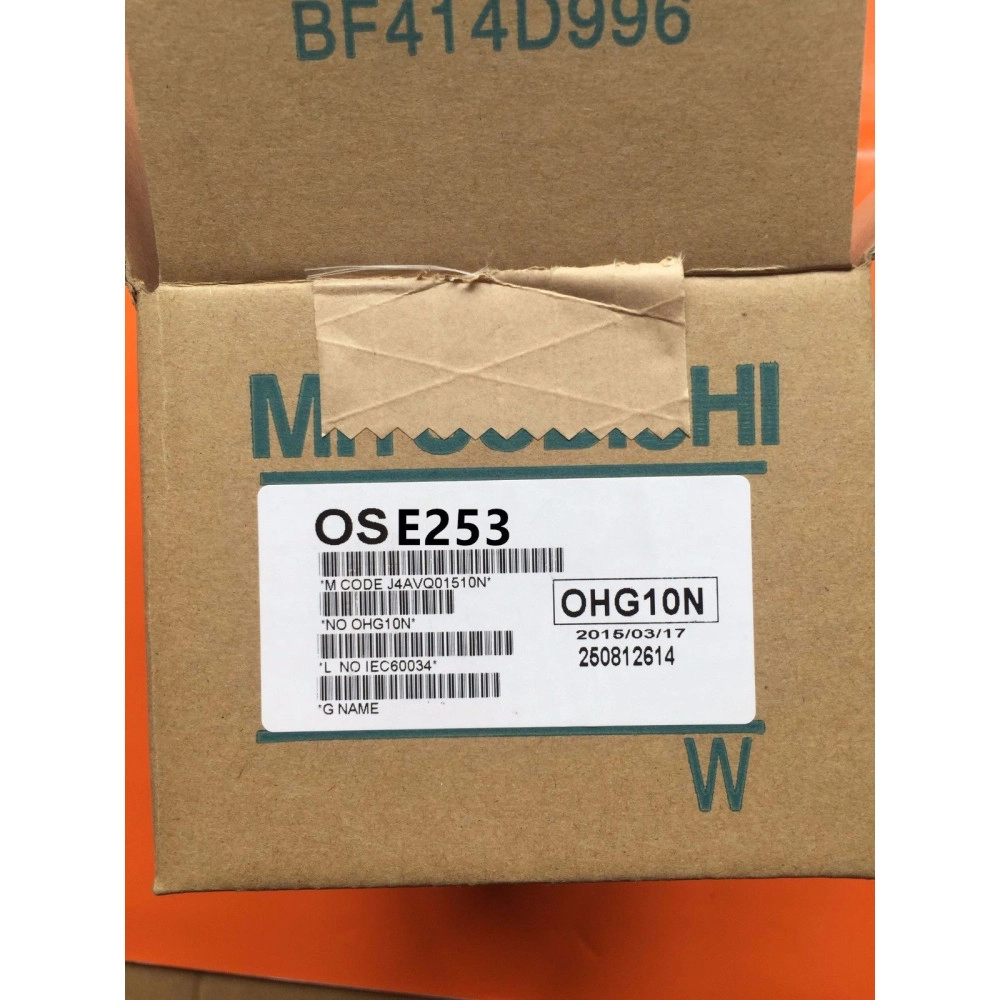 BF414D996
MITSUBISHI
OSE253
*M CODE J4AVQ01510N*
*NO OHG10N*
*L NO IEC60034*
*G NAME
OHG10N
2015/03/17
250812614
W